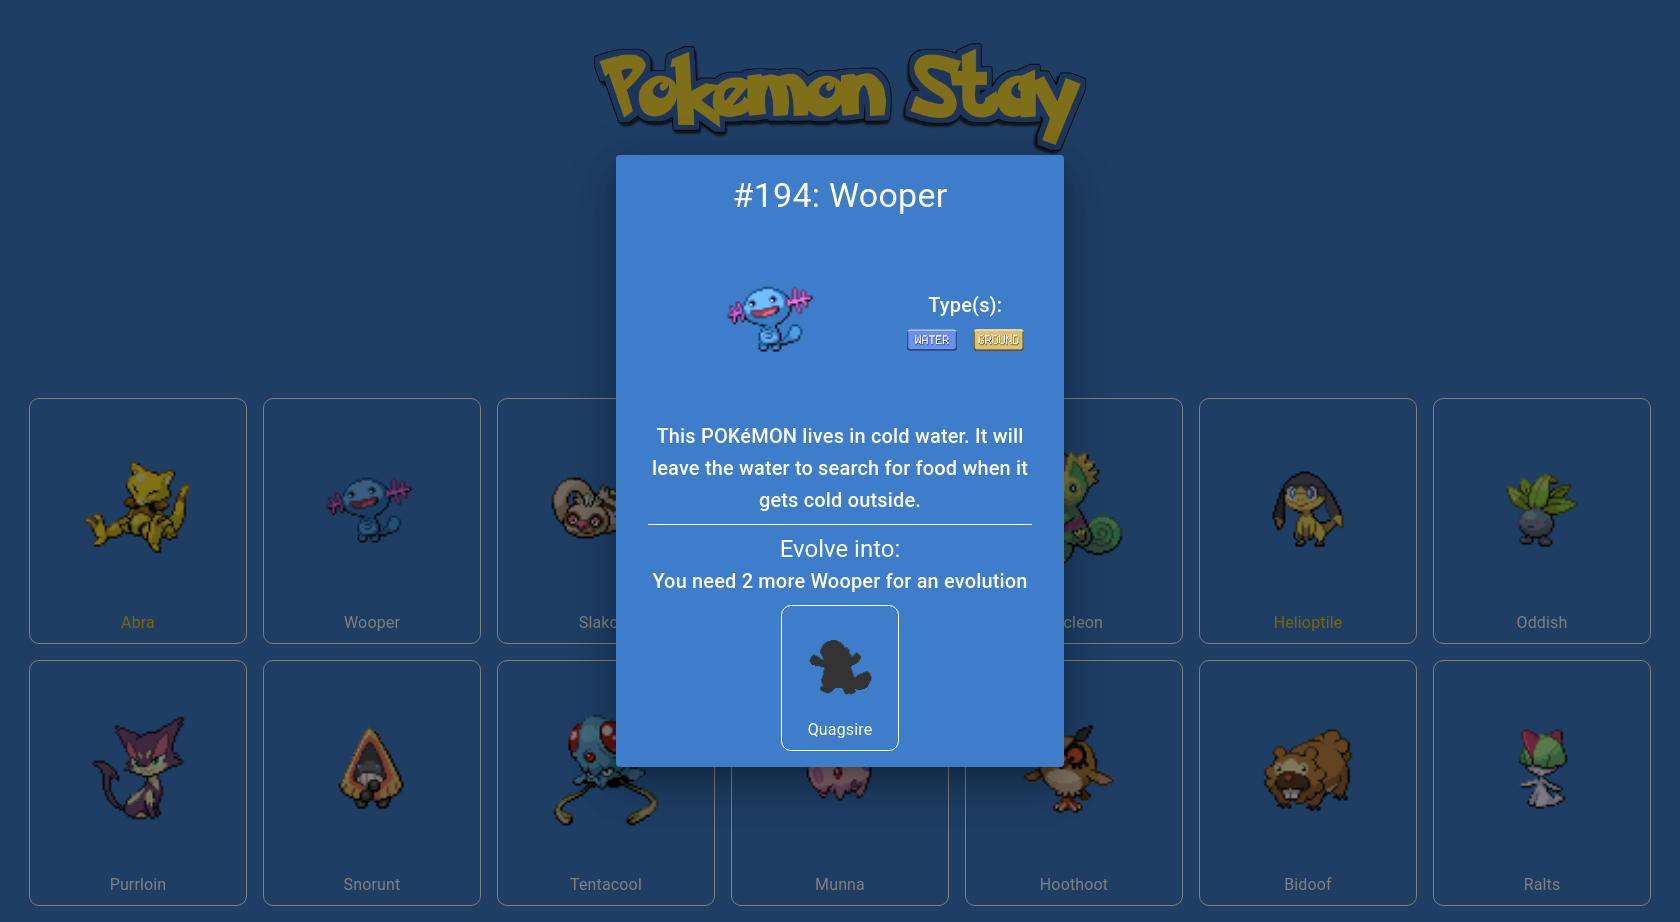 Pokemon Stay
#194: Wooper
Type(s):
WATER GROUND
This POKéMON lives in cold water. It will
leave the water to search for food when it
gets cold outside.
Evolve into:
You need 2 more Wooper for an evolution
Quagsire
Abra
Wooper
Helioptile
Oddish
Purrloin
Snorunt
Tentacool
Munna
Hoothoot
Bidoof
Ralts